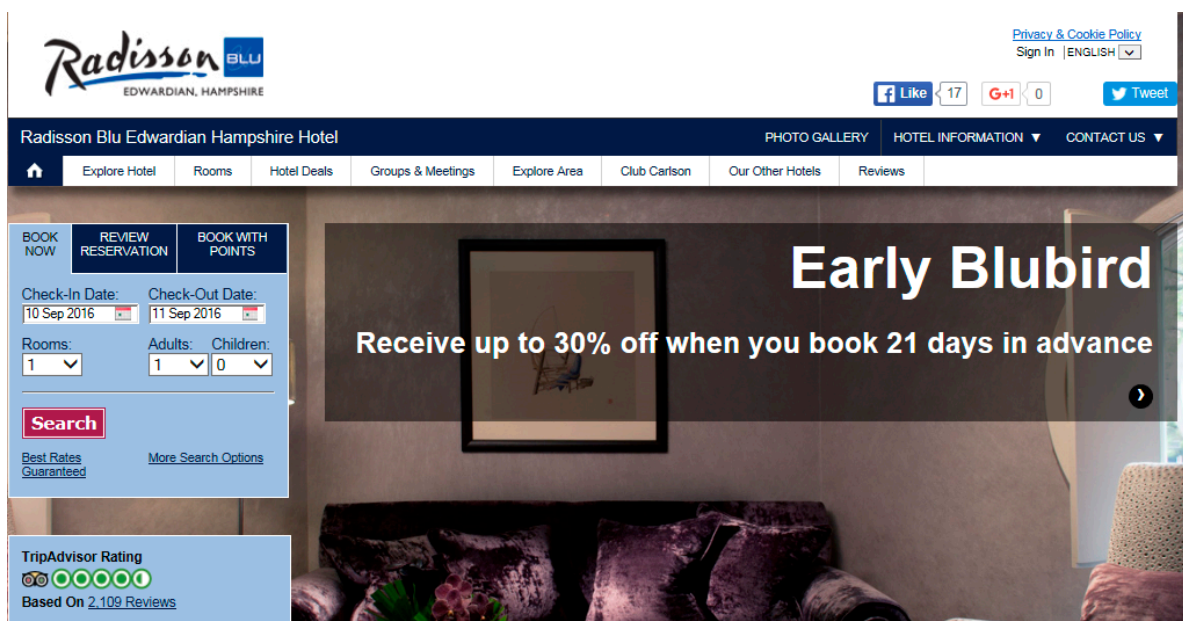 Radisson BLU
EDWARDIAN, HAMPSHIRE
Privacy & Cookie Policy
Sign In | ENGLISH
Like 17 G+1 0 Tweet
Radisson Blu Edwardian Hampshire Hotel PHOTO GALLERY HOTEL INFORMATION ▼ CONTACT US ▼
Explore Hotel Rooms Hotel Deals Groups & Meetings Explore Area Club Carlson Our Other Hotels Reviews
BOOK NOW
REVIEW RESERVATION
BOOK WITH POINTS
Check-In Date: Check-Out Date:
10 Sep 2016 11 Sep 2016
Rooms: Adults: Children:
1 1 0
Search
Best Rates Guaranteed
More Search Options
Early Blubird
Receive up to 30% off when you book 21 days in advance
TripAdvisor Rating
Based On 2,109 Reviews